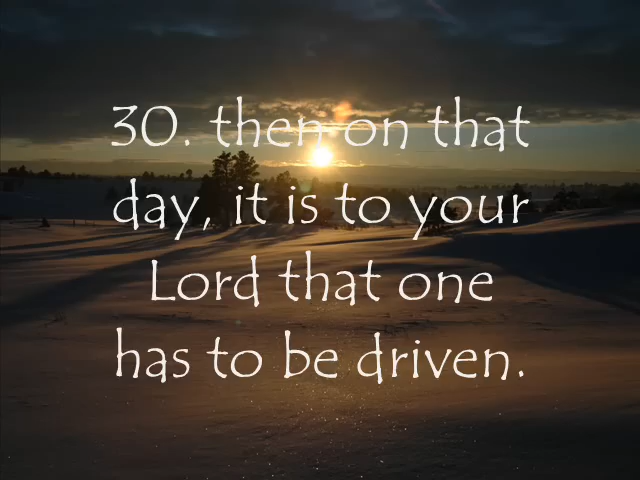 30. then on that
day, it is to your
Lord that one
has to be driven.